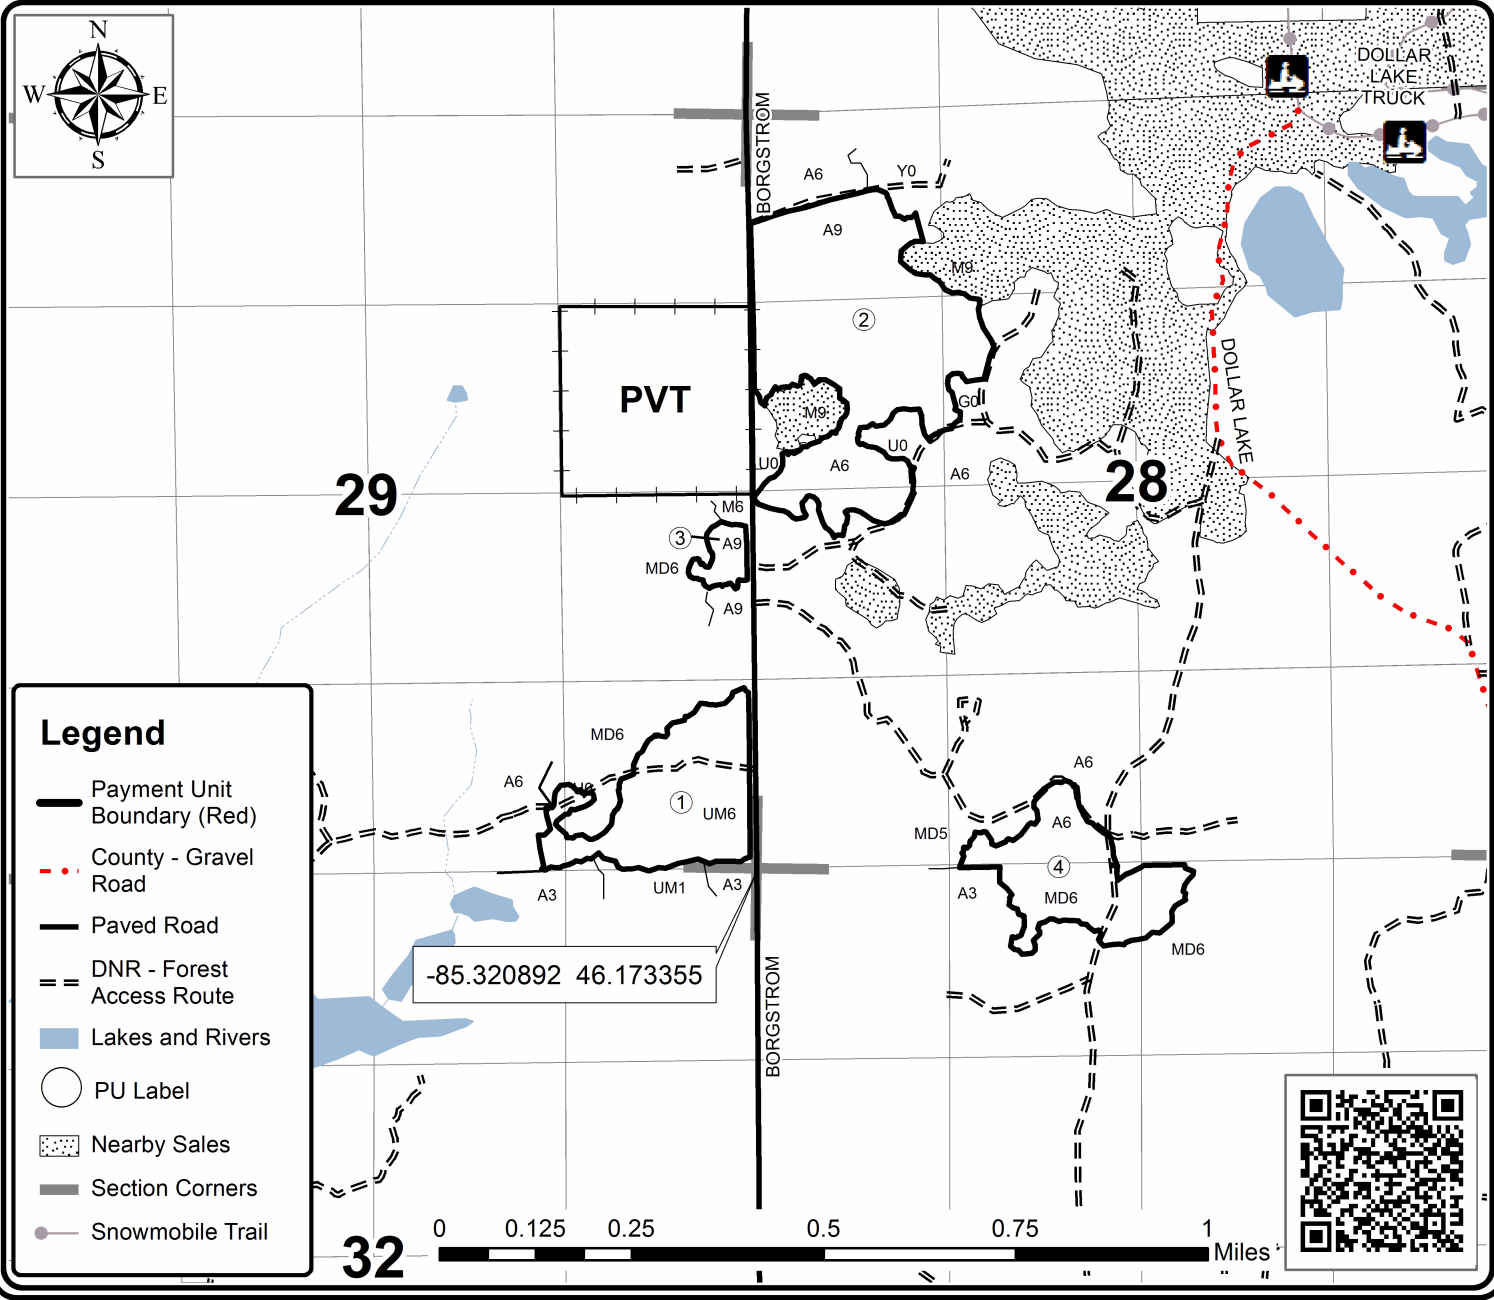 N
W E
S
DOLLAR
LAKE
TRUCK
BORGSTROM
A6
Y0
A9
M9
2
PVT
M9
G0
DOLLAR LAKE
U0
U0
A6
A6
28
29
M6
3
A9
MD6
A9
MD6
A6
U0
1
UM6
A6
MD5
A6
4
A3
UM1
A3
A3
MD6
MD6
-85.320892 46.173355
BORGSTROM
Legend
Payment Unit
Boundary (Red)
County - Gravel
Road
Paved Road
DNR - Forest
Access Route
Lakes and Rivers
PU Label
Nearby Sales
Section Corners
Snowmobile Trail
32
0 0.125 0.25 0.5 0.75 1
Miles